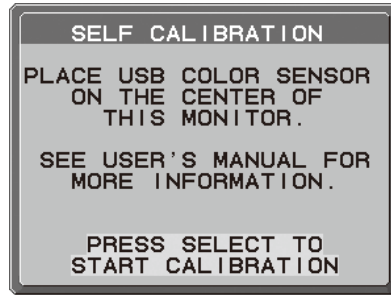 SELF CALIBRATION
PLACE USB COLOR SENSOR
ON THE CENTER OF
THIS MONITOR.
SEE USER'S MANUAL FOR
MORE INFORMATION.
PRESS SELECT TO
START CALIBRATION